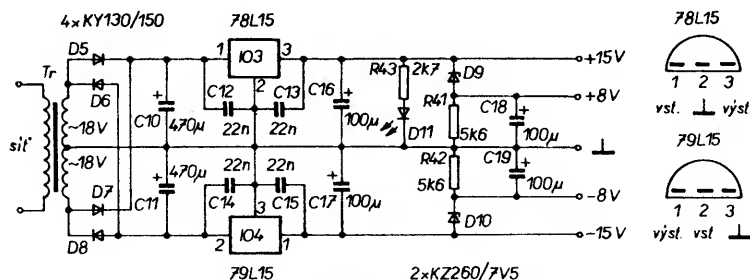 4×KY130/150
78L15
78L15
Tr
D5
D6
1
IO3
3
2
C12
C13
22n
22n
C16
100μ
R43
2k7
D9
+15V
+8V
R41
5k6
C18
100μ
D11
~18V
~18V
síť
C10
470μ
470μ
C11
D7
D8
22n
22n
C14
C15
C17
100μ
R42
5k6
C19
100μ
D10
-8V
-15V
3
2
IO4
1
79L15
2×KZ260/7V5
1 2 3
vst. ⊥ výst
79L15
1 2 3
výst. vst ⊥
⊥